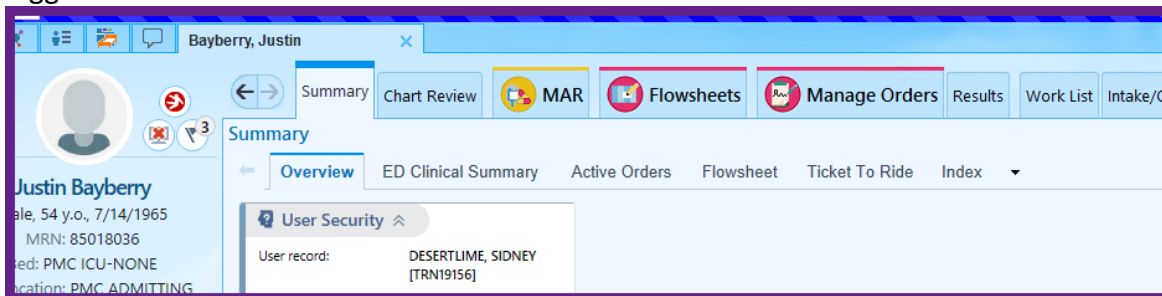 Bayberry, Justin
Summary Chart Review MAR Flowsheets Manage Orders Results Work List
3
Summary
Overview ED Clinical Summary Active Orders Flowsheet Ticket To Ride Index
Justin Bayberry
54 y.o., 7/14/1965
MRN: 85018036
PMC ICU-NONE
PMC ADMITTING
User Security
User record: DESERTLIME, SIDNEY
[TRN19156]